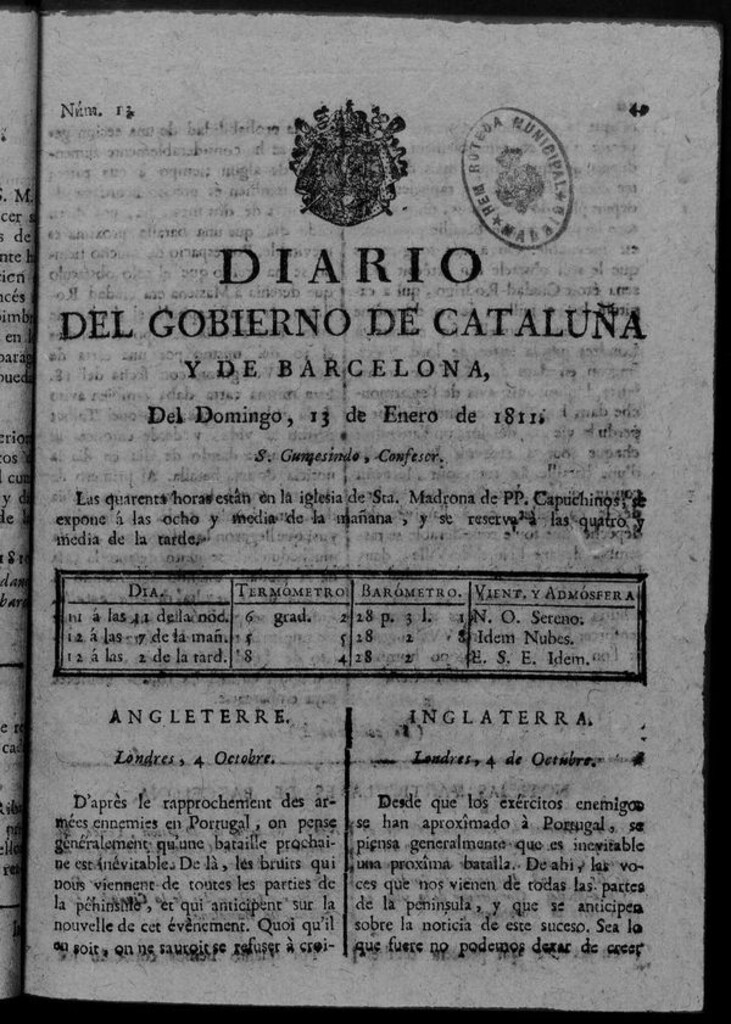 Núm. 13
HEMEROTECA MUNICIPAL
DIARIO
DEL GOBIERNO DE CATALUÑA
Y DE BARCELONA,
Del Domingo, 13 de Enero de 1811.
S. Gumesindo, Confesor.
Las quarenta horas están en la iglesia de Sta. Madrona de PP. Capuchinos; se
expone á las ocho y media de la mañana, y se reserva á las quatro y
media de la tarde.
DIA. TERMÓMETRO BARÓMETRO. VIENT. Y ADMÓSFERA
11 á las 11 de la noc. 6 grad. 2 28 p. 3 l. 1 N. O. Sereno.
12 á las 7 de la mañ. 5 5 28 2 8 Idem Nubes.
12 á las 2 de la tard. 8 4 28 2 E. S. E. Idem.
ANGLETERRE.
Londres, 4 Octobre.
D'après le rapprochement des ar-
mées ennemies en Portugal, on pense
généralement qu'une bataille prochai-
ne est inévitable. De là, les bruits qui
nous viennent de toutes les parties de
la péninsule, et qui anticipent sur la
nouvelle de cet évènement. Quoi qu'il
en soit, on ne sauroit se refuser à croi-
INGLATERRA.
Londres, 4 de Octubre.
Desde que los exércitos enemigos
se han aproxîmado à Portugal, se
piensa generalmente que es inevitable
una proxîma batalla. De ahi, las vo-
ces que nos vienen de todas las partes
de la península, y que se anticipen
sobre la noticia de este suceso. Sea lo
que fuere no podemos dexar de creer